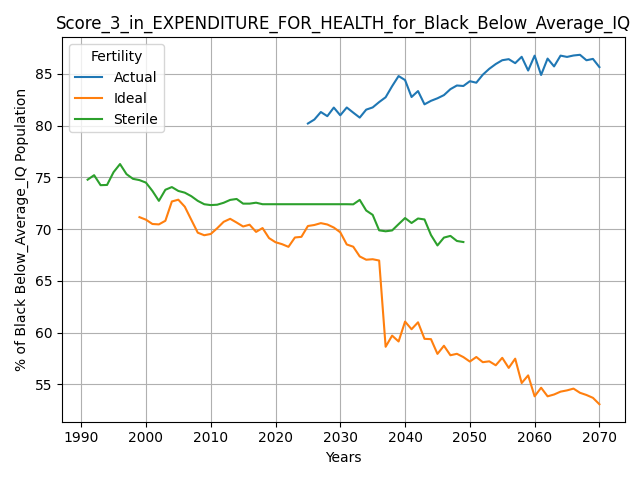 Score_3_in_EXPENDITURE_FOR_HEALTH_for_Black_Below_Average_IQ
Fertility
Actual
Ideal
Sterile
% of Black Below_Average_IQ Population
85
80
75
70
65
60
55
1990
2000
2010
2020
2030
2040
2050
2060
2070
Years